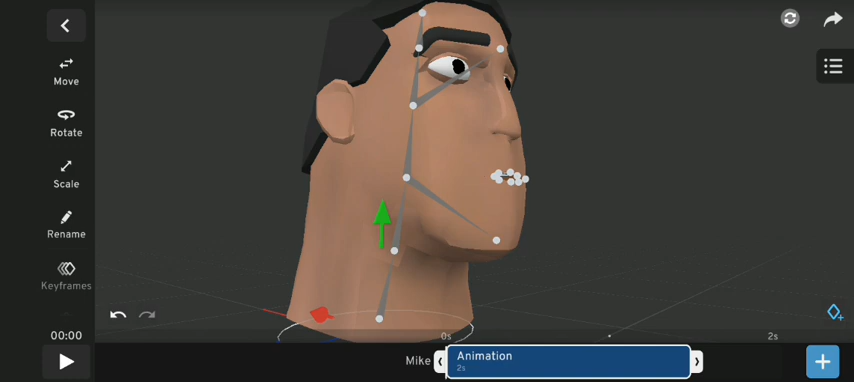 Move
Rotate
Scale
Rename
Keyframes
00:00
0s
2s
Mike
Animation
2s